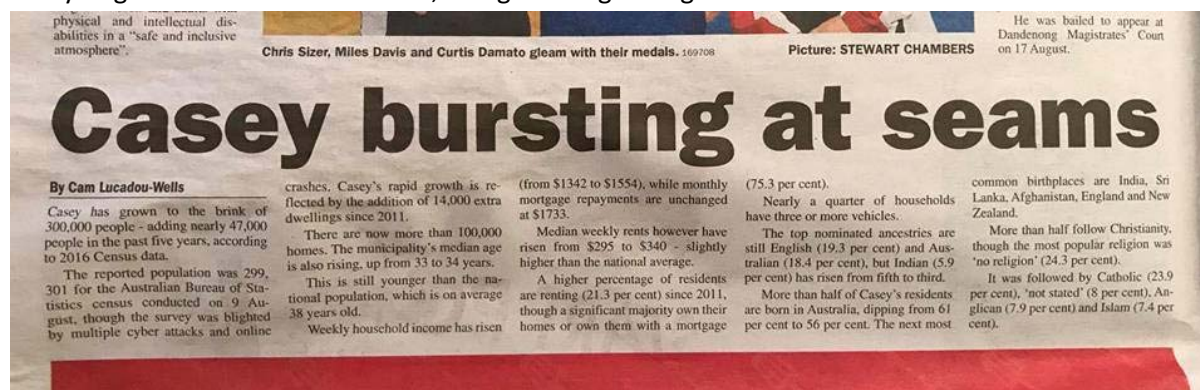 physical and intellectual dis-
abilities in a "safe and inclusive
atmosphere".
Chris Sizer, Miles Davis and Curtis Damato gleam with their medals. 169708
Picture: STEWART CHAMBERS
He was bailed to appear at
Dandenong Magistrates' Court
on 17 August.
Casey bursting at seams
By Cam Lucadou-Wells
Casey has grown to the brink of
300,000 people - adding nearly 47,000
people in the past five years, according
to 2016 Census data.
The reported population was 299,
301 for the Australian Bureau of Sta-
tistics census conducted on 9 Au-
gust, though the survey was blighted
by multiple cyber attacks and online
crashes. Casey's rapid growth is re-
flected by the addition of 14,000 extra
dwellings since 2011.
There are now more than 100,000
homes. The municipality's median age
is also rising, up from 33 to 34 years.
This is still younger than the na-
tional population, which is on average
38 years old.
Weekly household income has risen
(from $1342 to $1554), while monthly
mortgage repayments are unchanged
at $1733.
Median weekly rents however have
risen from $295 to $340 - slightly
higher than the national average.
A higher percentage of residents
are renting (21.3 per cent) since 2011,
though a significant majority own their
homes or own them with a mortgage
(75.3 per cent).
Nearly a quarter of households
have three or more vehicles.
The top nominated ancestries are
still English (19.3 per cent) and Aus-
tralian (18.4 per cent), but Indian (5.9
per cent) has risen from fifth to third.
More than half of Casey's residents
are born in Australia, dipping from 61
per cent to 56 per cent. The next most
common birthplaces are India, Sri
Lanka, Afghanistan, England and New
Zealand.
More than half follow Christianity,
though the most popular religion was
'no religion' (24.3 per cent).
It was followed by Catholic (23.9
per cent), 'not stated' (8 per cent), An-
glican (7.9 per cent) and Islam (7.4 per
cent).